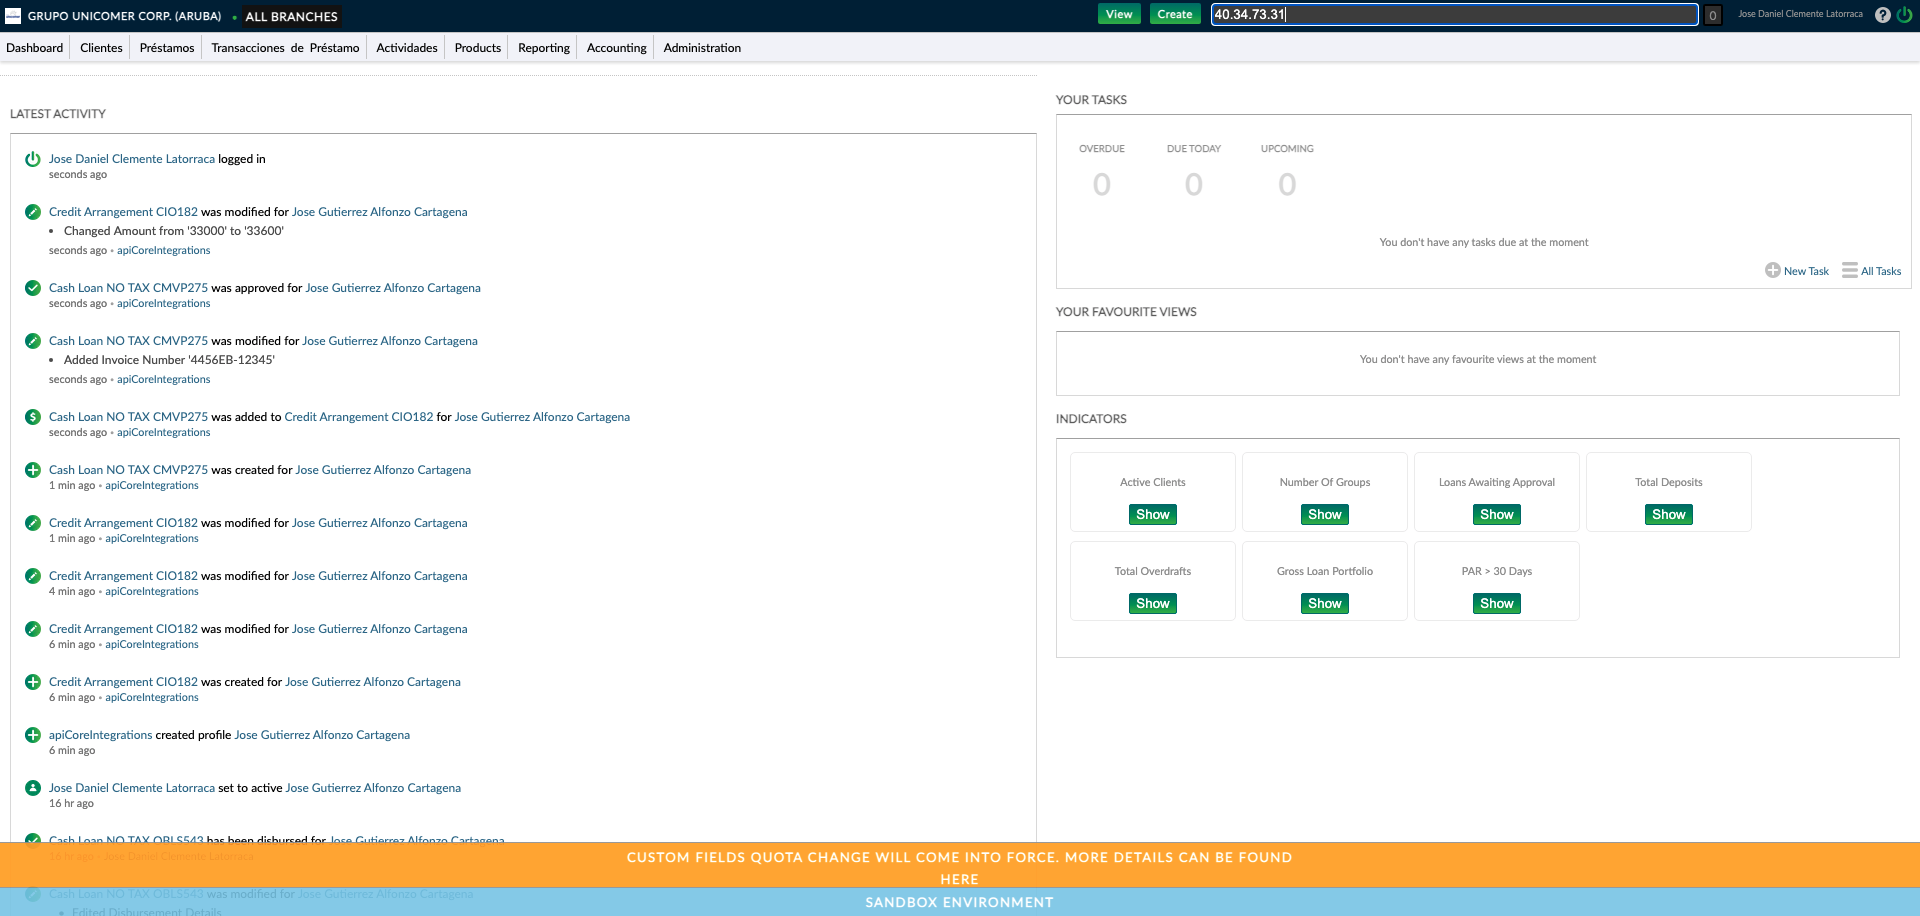 GRUPO UNICOMER CORP. (ARUBA) • ALL BRANCHES
View
Create
40.34.73.31
0
Jose Daniel Clemente Latorraca
?
Dashboard
Clientes
Préstamos
Transacciones de Préstamo
Actividades
Products
Reporting
Accounting
Administration
LATEST ACTIVITY
Jose Daniel Clemente Latorraca logged in
seconds ago
Credit Arrangement CIO182 was modified for Jose Gutierrez Alfonzo Cartagena
• Changed Amount from '33000' to '33600'
seconds ago • apiCoreIntegrations
Cash Loan NO TAX CMVP275 was approved for Jose Gutierrez Alfonzo Cartagena
seconds ago • apiCoreIntegrations
Cash Loan NO TAX CMVP275 was modified for Jose Gutierrez Alfonzo Cartagena
• Added Invoice Number '4456EB-12345'
seconds ago • apiCoreIntegrations
Cash Loan NO TAX CMVP275 was added to Credit Arrangement CIO182 for Jose Gutierrez Alfonzo Cartagena
seconds ago • apiCoreIntegrations
Cash Loan NO TAX CMVP275 was created for Jose Gutierrez Alfonzo Cartagena
1 min ago • apiCoreIntegrations
Credit Arrangement CIO182 was modified for Jose Gutierrez Alfonzo Cartagena
1 min ago • apiCoreIntegrations
Credit Arrangement CIO182 was modified for Jose Gutierrez Alfonzo Cartagena
4 min ago • apiCoreIntegrations
Credit Arrangement CIO182 was modified for Jose Gutierrez Alfonzo Cartagena
6 min ago • apiCoreIntegrations
Credit Arrangement CIO182 was created for Jose Gutierrez Alfonzo Cartagena
6 min ago • apiCoreIntegrations
apiCoreIntegrations created profile Jose Gutierrez Alfonzo Cartagena
6 min ago
Jose Daniel Clemente Latorraca set to active Jose Gutierrez Alfonzo Cartagena
16 hr ago
Cash Loan NO TAX OBLS543 has been disbursed for Jose Gutierrez Alfonzo Cartagena
16 hr ago • Jose Daniel Clemente Latorraca
Cash Loan NO TAX OBLS543 was modified for Jose Gutierrez Alfonzo Cartagena
• Edited Disbursement Details
YOUR TASKS
OVERDUE
DUE TODAY
UPCOMING
0
0
0
You don't have any tasks due at the moment
New Task
All Tasks
YOUR FAVOURITE VIEWS
You don't have any favourite views at the moment
INDICATORS
Active Clients
Show
Number Of Groups
Show
Loans Awaiting Approval
Show
Total Deposits
Show
Total Overdrafts
Show
Gross Loan Portfolio
Show
PAR > 30 Days
Show
CUSTOM FIELDS QUOTA CHANGE WILL COME INTO FORCE. MORE DETAILS CAN BE FOUND
HERE
SANDBOX ENVIRONMENT